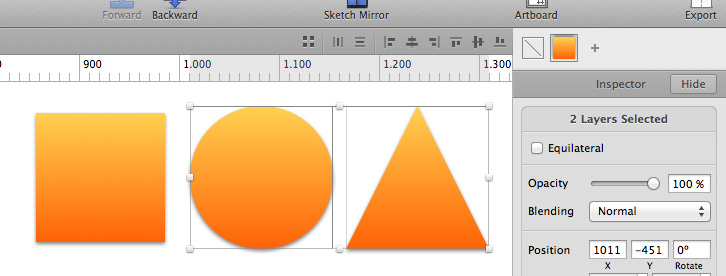 Forward Backward Sketch Mirror Artboard Export
900 1.000 1.100 1.200 1.300
Inspector Hide
2 Layers Selected
Equilateral
Opacity 100 %
Blending Normal
Position 1011 -451 0°
X Y Rotate